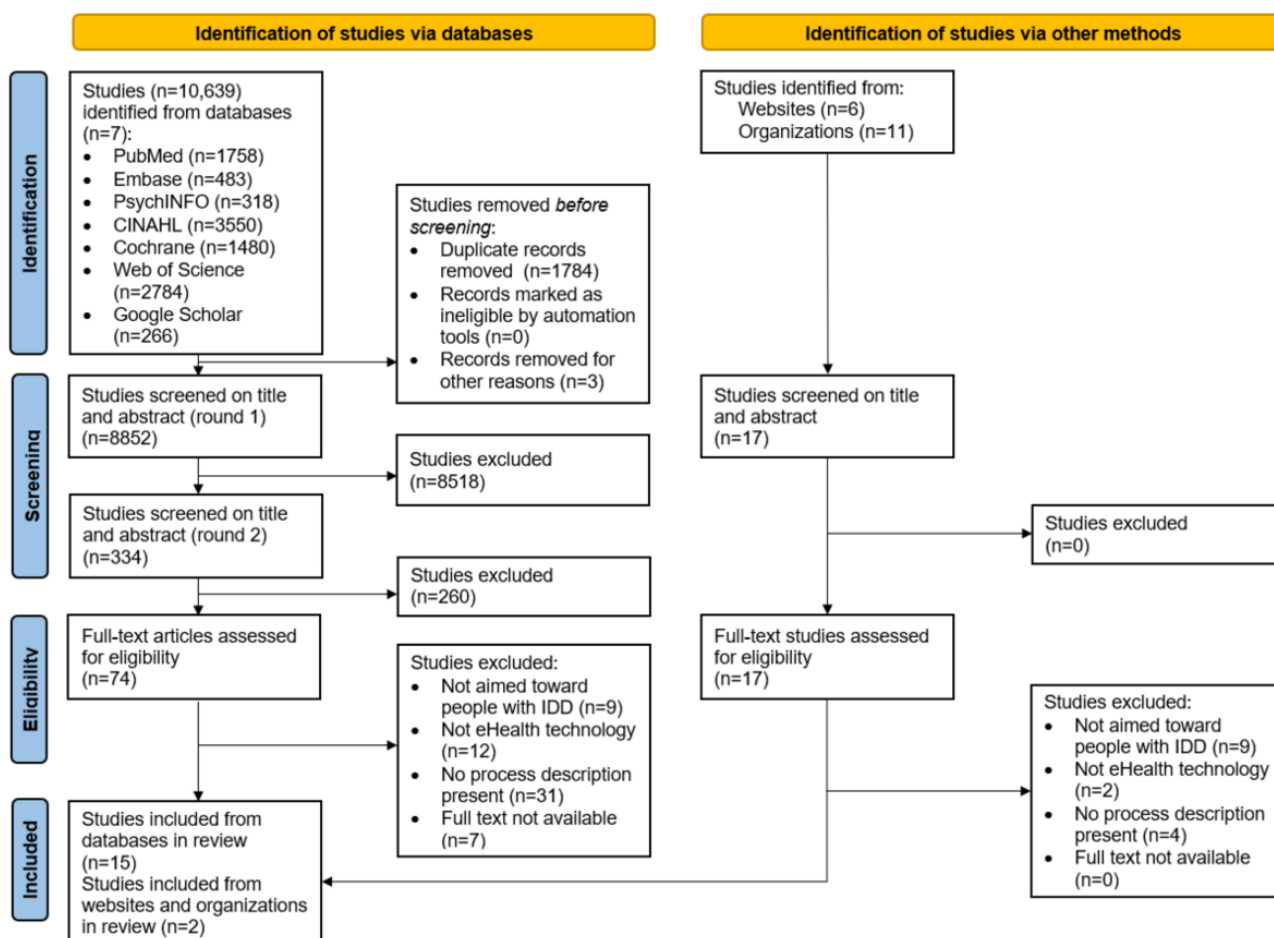 Identification of studies via databases
Identification of studies via other methods
Identification
Studies (n=10,639)
identified from databases
(n=7):
• PubMed (n=1758)
• Embase (n=483)
• PsychINFO (n=318)
• CINAHL (n=3550)
• Cochrane (n=1480)
• Web of Science
(n=2784)
• Google Scholar
(n=266)
Studies removed before
screening:
• Duplicate records
removed (n=1784)
• Records marked as
ineligible by automation
tools (n=0)
• Records removed for
other reasons (n=3)
Studies identified from:
Websites (n=6)
Organizations (n=11)
Screening
Studies screened on title
and abstract (round 1)
(n=8852)
Studies excluded
(n=8518)
Studies screened on title
and abstract (round 2)
(n=334)
Studies excluded
(n=260)
Studies screened on title
and abstract
(n=17)
Studies excluded
(n=0)
Eligibility
Full-text articles assessed
for eligibility
(n=74)
Studies excluded:
• Not aimed toward
people with IDD (n=9)
• Not eHealth technology
(n=12)
• No process description
present (n=31)
• Full text not available
(n=7)
Full-text studies assessed
for eligibility
(n=17)
Studies excluded:
• Not aimed toward
people with IDD (n=9)
• Not eHealth technology
(n=2)
• No process description
present (n=4)
• Full text not available
(n=0)
Included
Studies included from
databases in review
(n=15)
Studies included from
websites and organizations
in review (n=2)